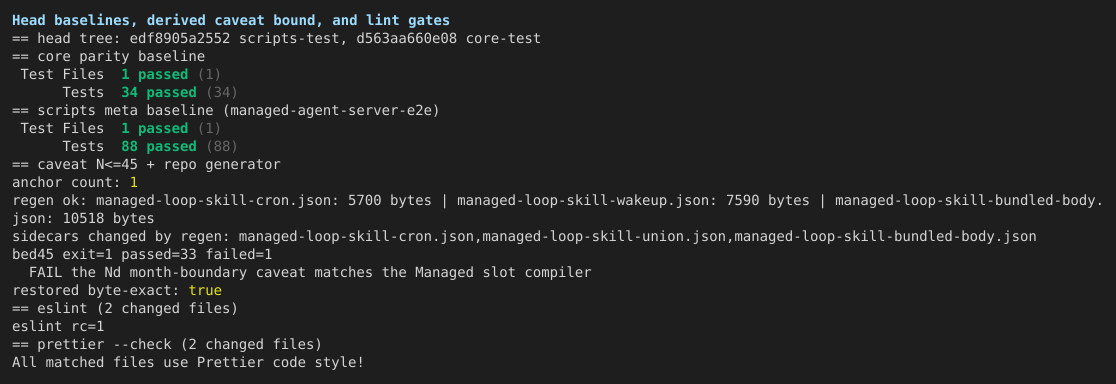 Head baselines, derived caveat bound, and lint gates
== head tree: edf8905a2552 scripts-test, d563aa660e08 core-test
== core parity baseline
Test Files  1 passed (1)
Tests  34 passed (34)
== scripts meta baseline (managed-agent-server-e2e)
Test Files  1 passed (1)
Tests  88 passed (88)
== caveat N<=45 + repo generator
anchor count: 1
regen ok: managed-loop-skill-cron.json: 5700 bytes | managed-loop-skill-wakeup.json: 7590 bytes | managed-loop-skill-bundled-body.
json: 10518 bytes
sidecars changed by regen: managed-loop-skill-cron.json,managed-loop-skill-union.json,managed-loop-skill-bundled-body.json
bed45 exit=1 passed=33 failed=1
FAIL the Nd month-boundary caveat matches the Managed slot compiler
restored byte-exact: true
== eslint (2 changed files)
eslint rc=1
== prettier --check (2 changed files)
All matched files use Prettier code style!